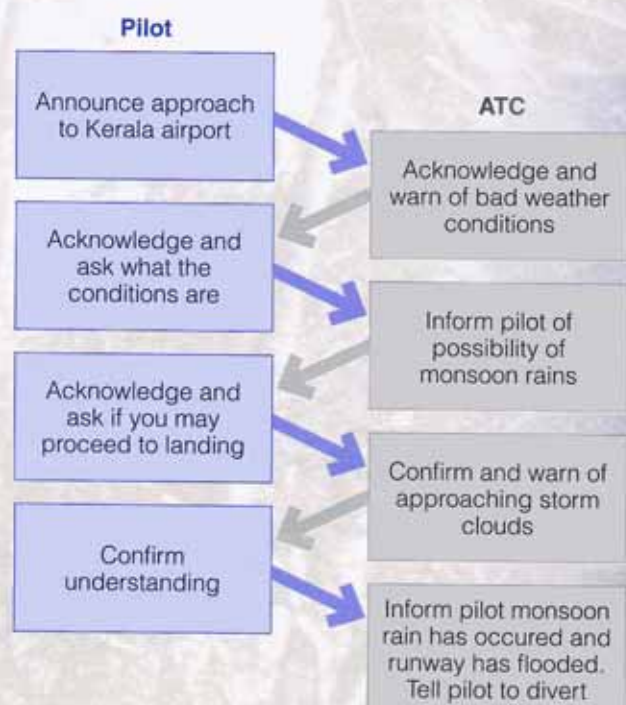 Pilot
Announce approach
to Kerala airport
ATC
Acknowledge and
warn of bad weather
conditions
Acknowledge and
ask what the
conditions are
Inform pilot of
possibility of
monsoon rains
Acknowledge and
ask if you may
proceed to landing
Confirm and warn of
approaching storm
clouds
Confirm
understanding
Inform pilot monsoon
rain has occured and
runway has flooded.
Tell pilot to divert